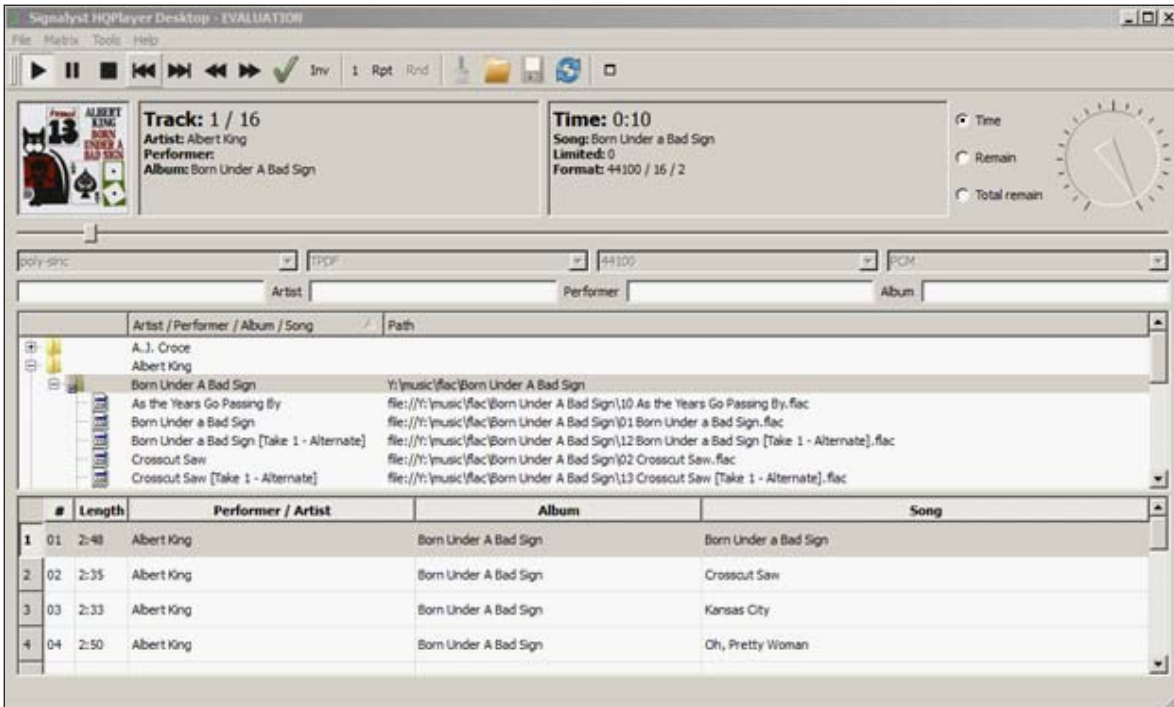 Signalyst HQPlayer Desktop - EVALUATION
File Matrix Tools Help
Inv 1 Rpt Rnd
13 ALBERT KING BORN UNDER A BAD SIGN
Track: 1 / 16
Artist: Albert King
Performer:
Album: Born Under A Bad Sign
Time: 0:10
Song: Born Under a Bad Sign
Limited: 0
Format: 44100 / 16 / 2
Time
Remain
Total remain
poly-sinc TPDF 44100 PCM
Artist Performer Album
Artist / Performer / Album / Song Path
A.J. Croce
Albert King
Born Under A Bad Sign Y:\music\flac\Born Under A Bad Sign
As the Years Go Passing By file://Y:\music\flac\Born Under A Bad Sign\10 As the Years Go Passing By.flac
Born Under a Bad Sign file://Y:\music\flac\Born Under A Bad Sign\01 Born Under a Bad Sign.flac
Born Under a Bad Sign [Take 1 - Alternate] file://Y:\music\flac\Born Under A Bad Sign\12 Born Under a Bad Sign [Take 1 - Alternate].flac
Crosscut Saw file://Y:\music\flac\Born Under A Bad Sign\02 Crosscut Saw.flac
Crosscut Saw [Take 1 - Alternate] file://Y:\music\flac\Born Under A Bad Sign\13 Crosscut Saw [Take 1 - Alternate].flac
# Length Performer / Artist Album Song
1 01 2:48 Albert King Born Under A Bad Sign Born Under a Bad Sign
2 02 2:35 Albert King Born Under A Bad Sign Crosscut Saw
3 03 2:33 Albert King Born Under A Bad Sign Kansas City
4 04 2:50 Albert King Born Under A Bad Sign Oh, Pretty Woman